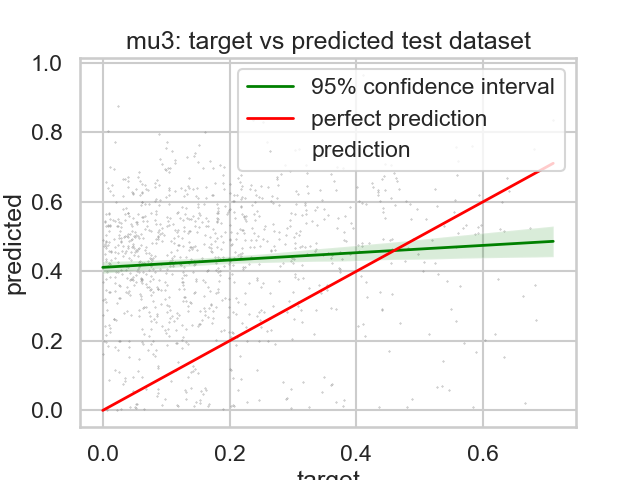 mu3: target vs predicted test dataset
95% confidence interval
perfect prediction
prediction
predicted
1.0
0.8
0.6
0.4
0.2
0.0
0.0 0.2 0.4 0.6
target